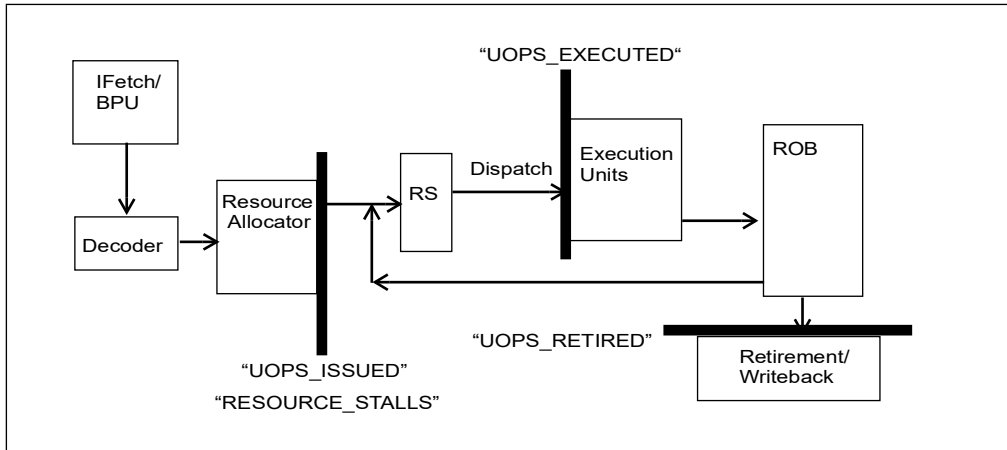 “UOPS_EXECUTED“
IFetch/
BPU
ROB
Execution
Units
Dispatch
RS
Resource
Allocator
Decoder
“UOPS_RETIRED”
Retirement/
Writeback
“UOPS_ISSUED”
“RESOURCE_STALLS”